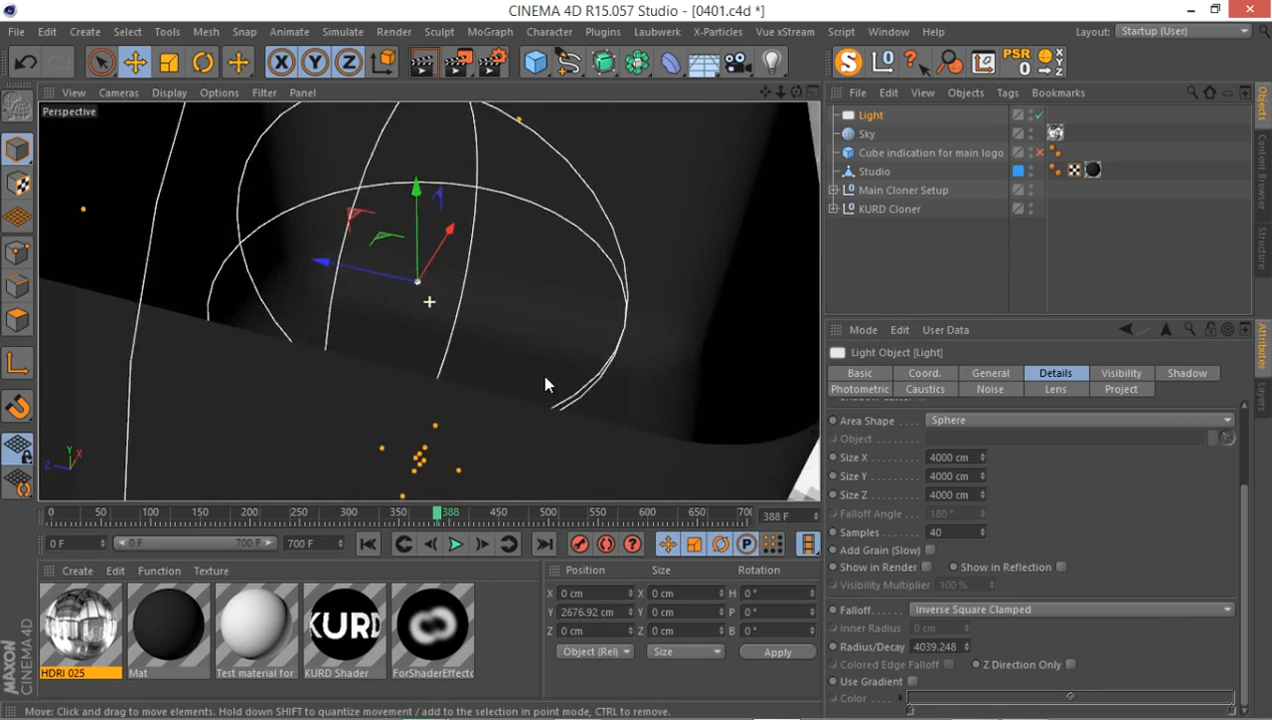 CINEMA 4D R15.057 Studio - [0401.c4d *]
File Edit Create Select Tools Mesh Snap Animate Simulate Render Sculpt MoGraph Character Plugins Laubwerk X-Particles Vue xStream Script Window Help Layout: Startup (User)
PSR
0
View Cameras Display Options Filter Panel
File Edit View Objects Tags Bookmarks
Perspective
Light
Sky
Cube indication for main logo
Studio
Main Cloner Setup
KURD Cloner
Objects
Content Browser
Structure
Mode Edit User Data
Light Object [Light]
Basic Coord. General Details Visibility Shadow
Photometric Caustics Noise Lens Project
Area Shape Sphere
Object
Size X 4000 cm
Size Y 4000 cm
Size Z 4000 cm
Falloff Angle 180 °
Samples 40
Add Grain (Slow)
Show in Render Show in Reflection
Visibility Multiplier 100 %
Falloff Inverse Square Clamped
Inner Radius 0 cm
Radius/Decay 4039.248
Colored Edge Falloff Z Direction Only
Use Gradient
Color
Attributes
Layers
Y
X
Z
0 50 100 150 200 250 300 350 388 450 500 550 600 650 700 388 F
0 F 0 F 700 F 700 F
Create Edit Function Texture
HDRI 025 Mat Test material for KURD Shader ForShaderEffecto
KURD
Position Size Rotation
X 0 cm X 0 cm H 0 °
Y 2676.92 cm Y 0 cm P 0 °
Z 0 cm Z 0 cm B 0 °
Object (Rel) Size Apply
MAXON
CINEMA 4D
Move: Click and drag to move elements. Hold down SHIFT to quantize movement / add to the selection in point mode, CTRL to remove.